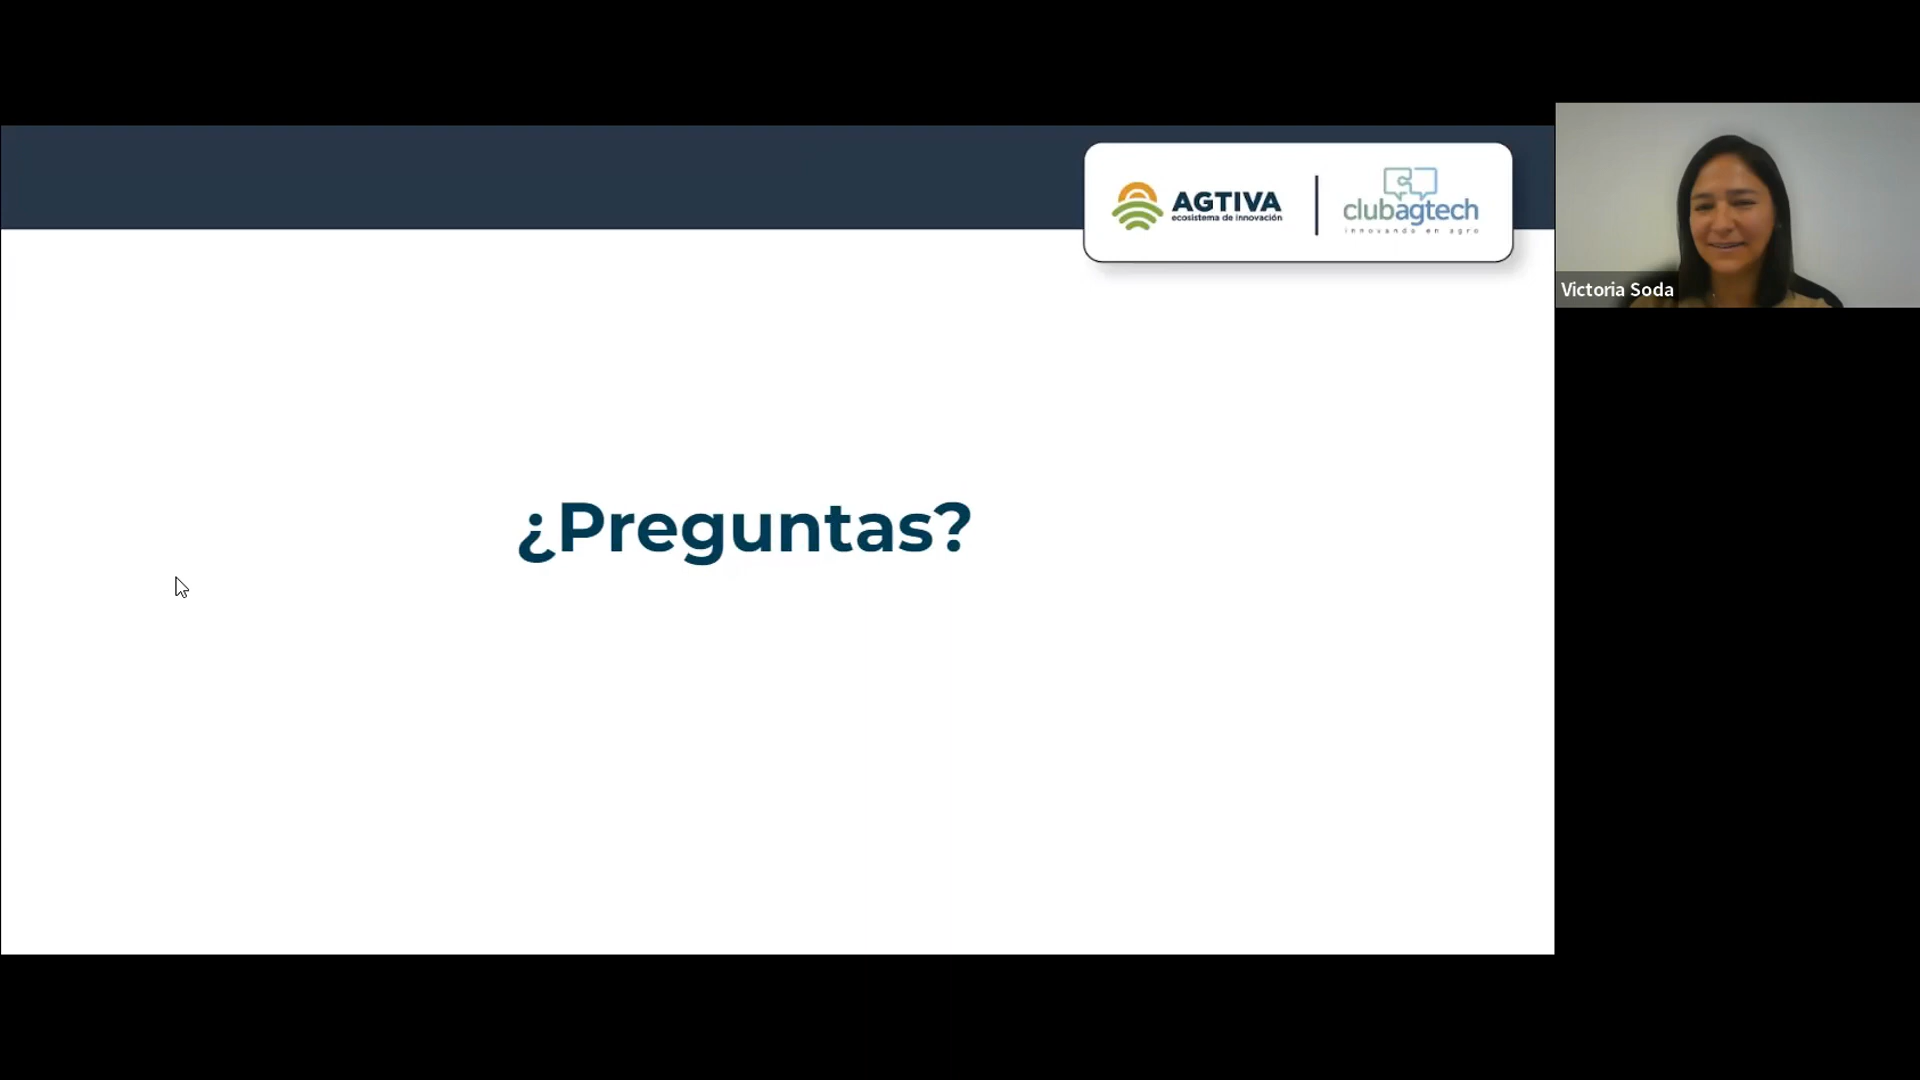 AGTIVA
ecosistema de innovación
clubagtech
innovando en agro
Victoria Soda
¿Preguntas?